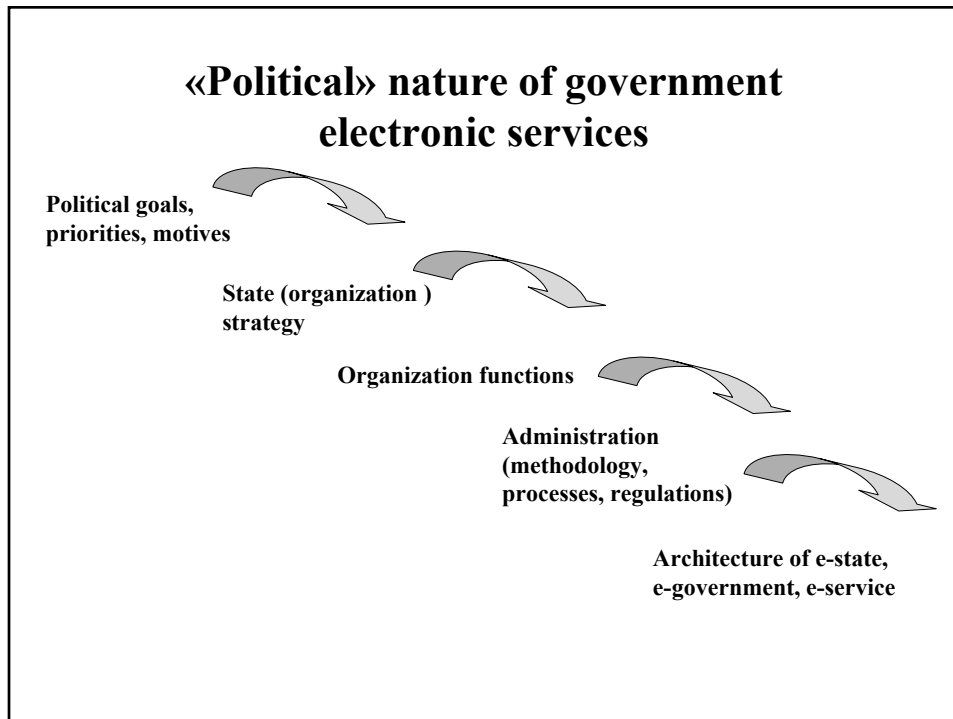 «Political» nature of government
electronic services
Political goals,
priorities, motives
State (organization )
strategy
Organization functions
Administration
(methodology,
processes, regulations)
Architecture of e-state,
e-government, e-service